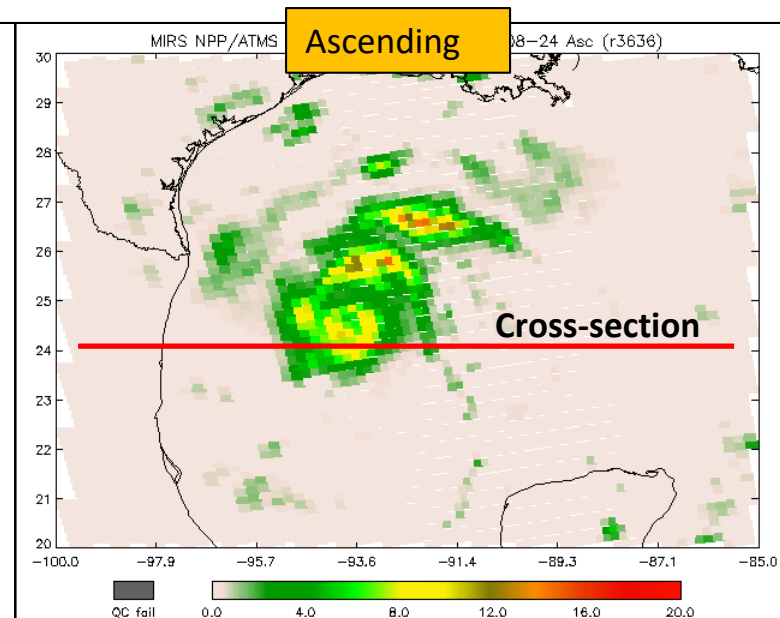 MIRS NPP/ATMS
Ascending
08-24 Asc (r3636)
30
29
28
27
26
25
Cross-section
24
23
22
21
20
-100.0 -97.9 -95.7 -93.6 -91.4 -89.3 -87.1 -85.0
QC fail
0.0 4.0 8.0 12.0 16.0 20.0